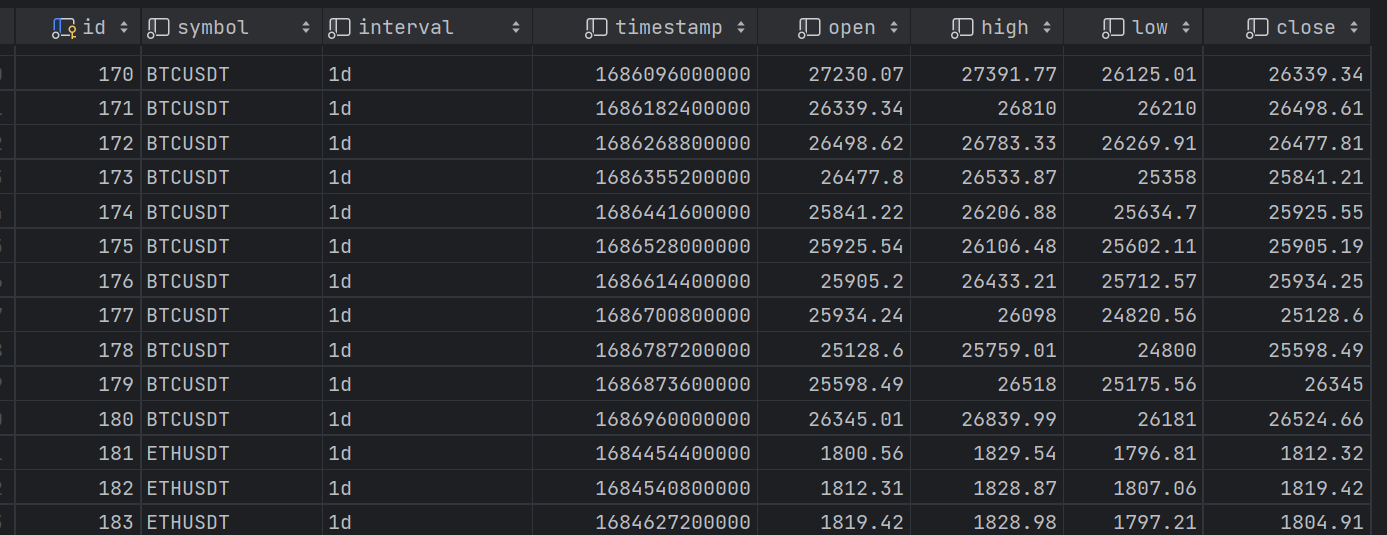 id symbol interval timestamp open high low close
170 BTCUSDT 1d 1686096000000 27230.07 27391.77 26125.01 26339.34
171 BTCUSDT 1d 1686182400000 26339.34 26810 26210 26498.61
172 BTCUSDT 1d 1686268800000 26498.62 26783.33 26269.91 26477.81
173 BTCUSDT 1d 1686355200000 26477.8 26533.87 25358 25841.21
174 BTCUSDT 1d 1686441600000 25841.22 26206.88 25634.7 25925.55
175 BTCUSDT 1d 1686528000000 25925.54 26106.48 25602.11 25905.19
176 BTCUSDT 1d 1686614400000 25905.2 26433.21 25712.57 25934.25
177 BTCUSDT 1d 1686700800000 25934.24 26098 24820.56 25128.6
178 BTCUSDT 1d 1686787200000 25128.6 25759.01 24800 25598.49
179 BTCUSDT 1d 1686873600000 25598.49 26518 25175.56 26345
180 BTCUSDT 1d 1686960000000 26345.01 26839.99 26181 26524.66
181 ETHUSDT 1d 1684454400000 1800.56 1829.54 1796.81 1812.32
182 ETHUSDT 1d 1684540800000 1812.31 1828.87 1807.06 1819.42
183 ETHUSDT 1d 1684627200000 1819.42 1828.98 1797.21 1804.91